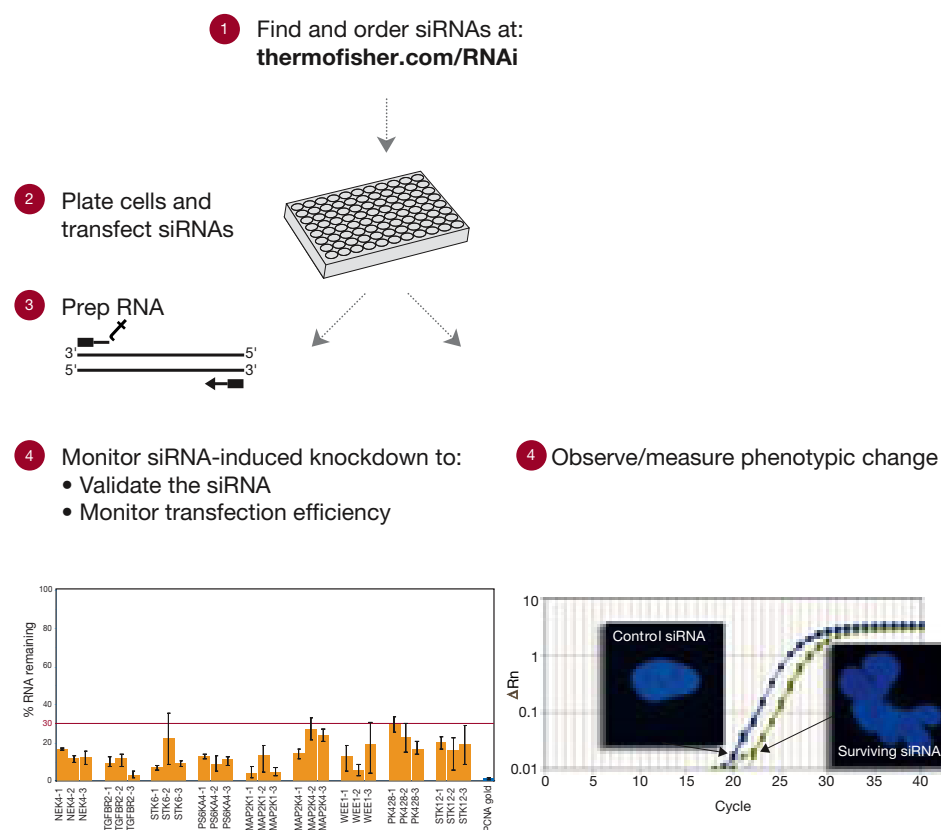 1 Find and order siRNAs at:
thermofisher.com/RNAi
2 Plate cells and
transfect siRNAs
3 Prep RNA
3' 5'
5' 3'
4 Monitor siRNA-induced knockdown to:
• Validate the siRNA
• Monitor transfection efficiency
4 Observe/measure phenotypic change
% RNA remaining
100
80
60
40
30
20
0
NEK4-1
NEK4-2
NEK4-3
TGFBR2-1
TGFBR2-2
TGFBR2-3
STK6-1
STK6-2
STK6-3
PS6KA4-1
PS6KA4-2
PS6KA4-3
MAP2K1-1
MAP2K1-2
MAP2K1-3
MAP2K4-1
MAP2K4-2
MAP2K4-3
WEE1-1
WEE1-2
WEE1-3
PK428-1
PK428-2
PK428-3
STK12-1
STK12-2
STK12-3
PCNA gold
ΔRn
10
1
0.1
0.01
Control siRNA
Surviving siRNA
0 5 10 15 20 25 30 35 40
Cycle